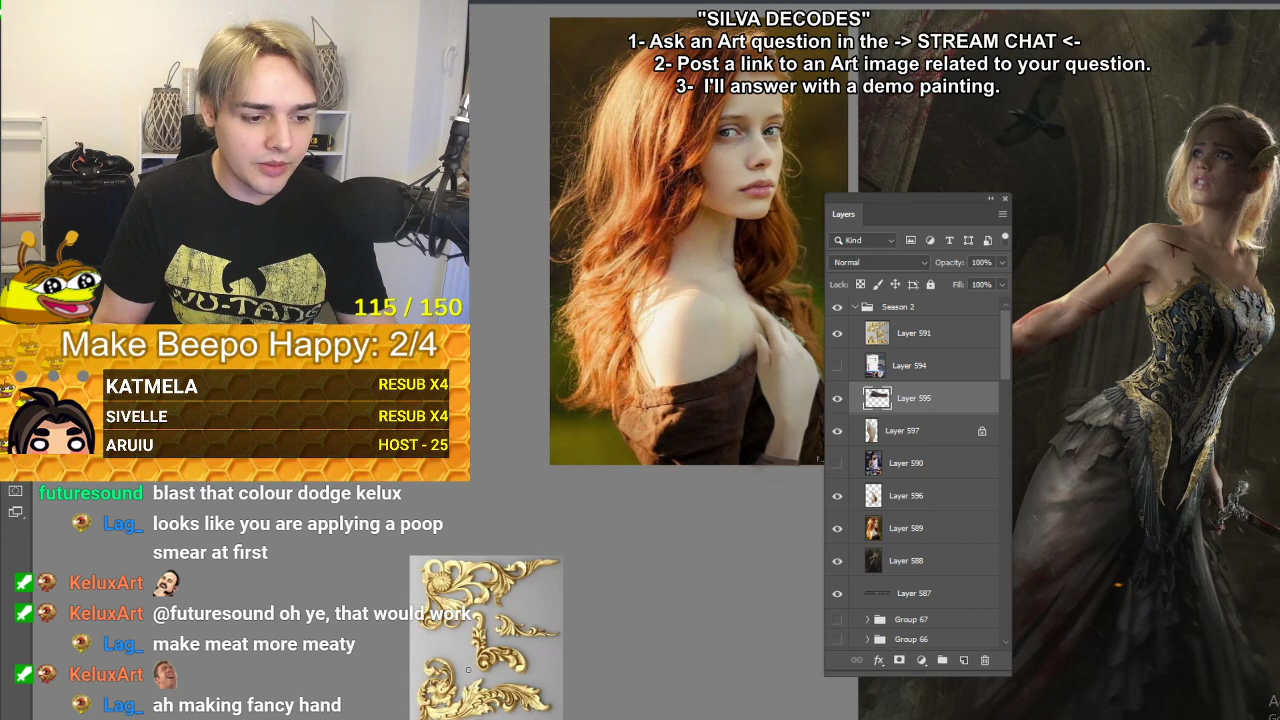 "SILVA DECODES"
1- Ask an Art question in the -> STREAM CHAT <-
2- Post a link to an Art image related to your question.
3- I'll answer with a demo painting.
WU-TANG
115 / 150
Make Beepo Happy: 2/4
KATMELA RESUB X4
SIVELLE RESUB X4
ARUIU HOST - 25
futuresound blast that colour dodge kelux
Lag_ looks like you are applying a poop
smear at first
KeluxArt
KeluxArt @futuresound oh ye, that would work
Lag_ make meat more meaty
KeluxArt
Lag_ ah making fancy hand
Layers
Kind
Normal Opacity: 100%
Lock: Fill: 100%
Season 2
Layer 591
Layer 594
Layer 595
Layer 597
Layer 590
Layer 596
Layer 589
Layer 588
Layer 587
Group 67
Group 66
fx